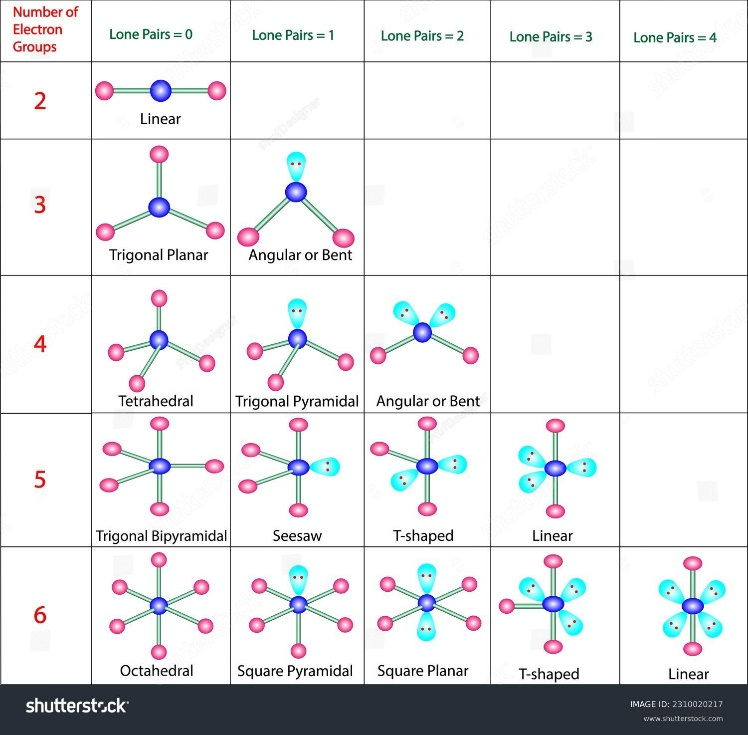 Number of
Electron
Groups
Lone Pairs = 0
Lone Pairs = 1
Lone Pairs = 2
Lone Pairs = 3
Lone Pairs = 4
2
Linear
3
Trigonal Planar
Angular or Bent
4
Tetrahedral
Trigonal Pyramidal
Angular or Bent
5
Trigonal Bipyramidal
Seesaw
T-shaped
Linear
6
Octahedral
Square Pyramidal
Square Planar
T-shaped
Linear
shutterstock
IMAGE ID: 2310020217
www.shutterstock.com